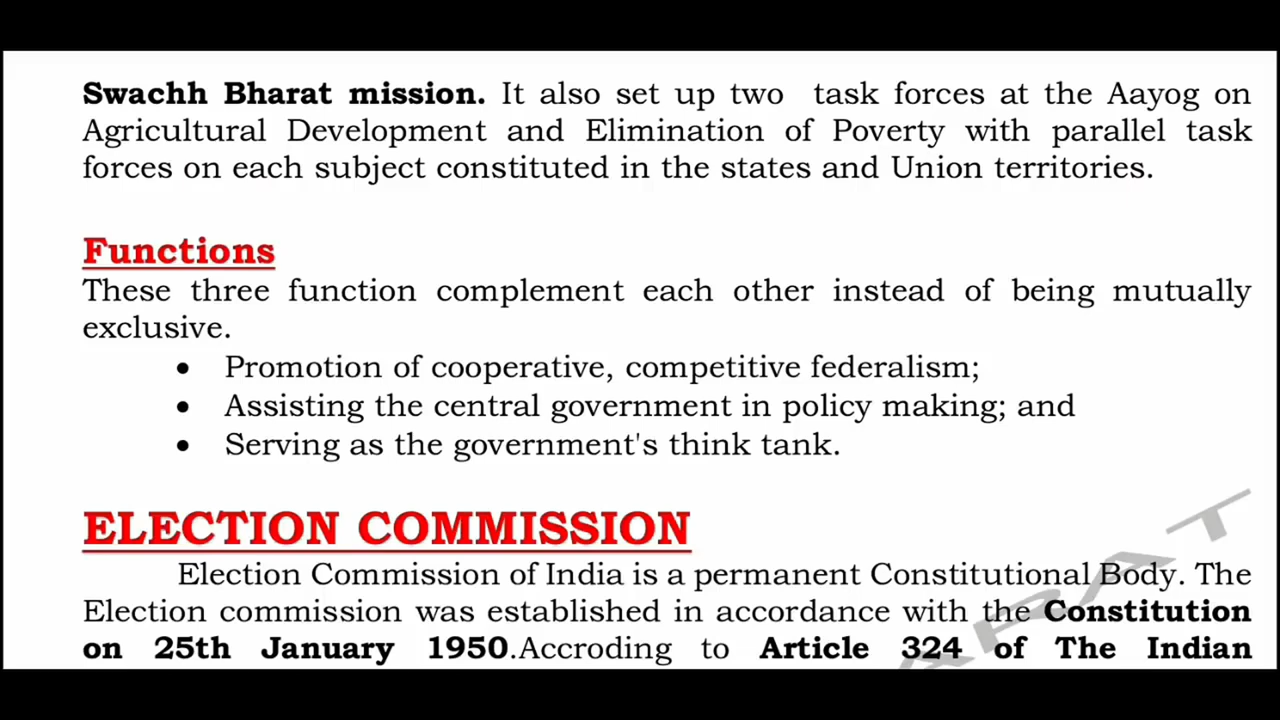 Swachh Bharat mission. It also set up two task forces at the Aayog on
Agricultural Development and Elimination of Poverty with parallel task
forces on each subject constituted in the states and Union territories.
Functions
These three function complement each other instead of being mutually
exclusive.
• Promotion of cooperative, competitive federalism;
• Assisting the central government in policy making; and
• Serving as the government's think tank.
ELECTION COMMISSION
Election Commission of India is a permanent Constitutional Body. The
Election commission was established in accordance with the Constitution
on 25th January 1950.Accroding to Article 324 of The Indian